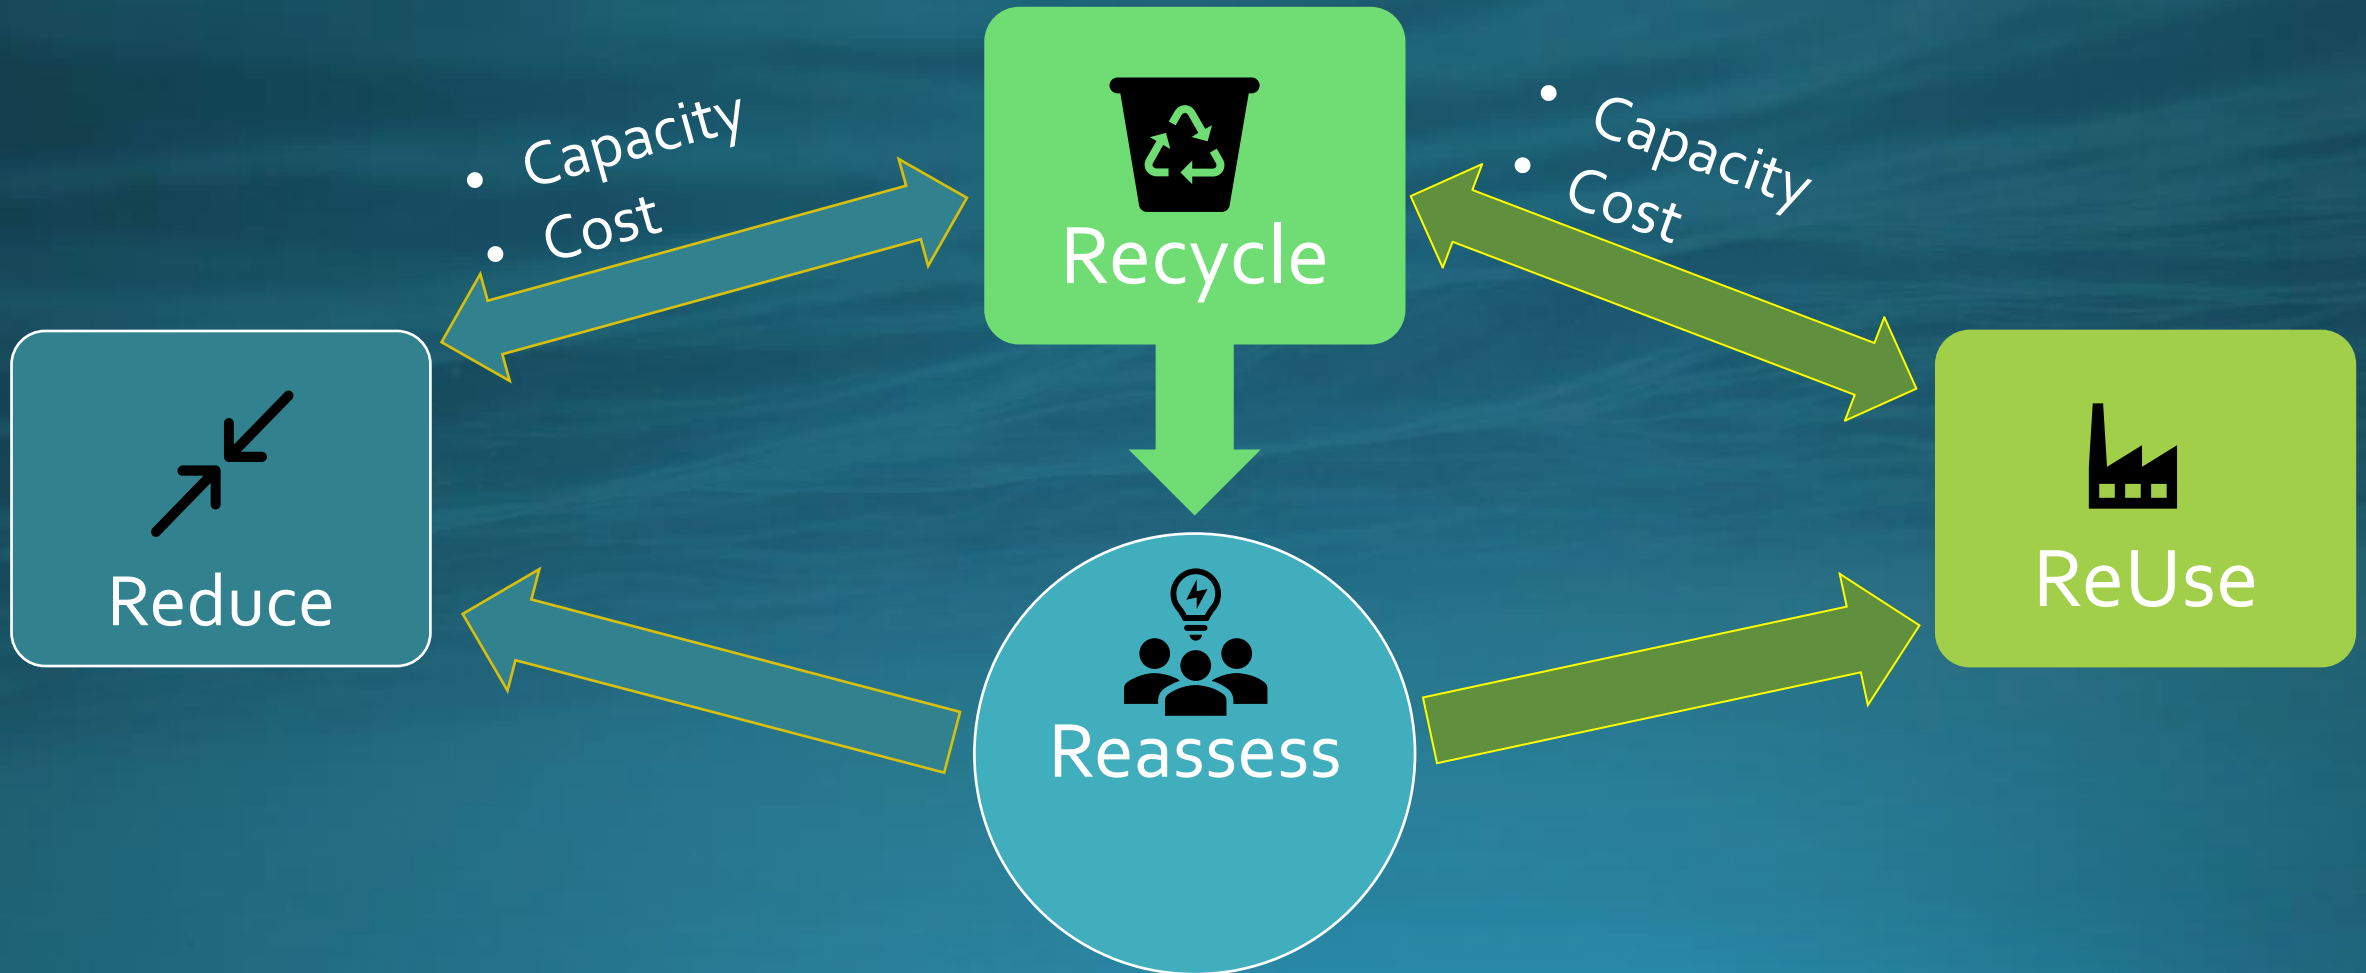 • Capacity
• Cost
Recycle
• Capacity
• Cost
Reduce
ReUse
Reassess